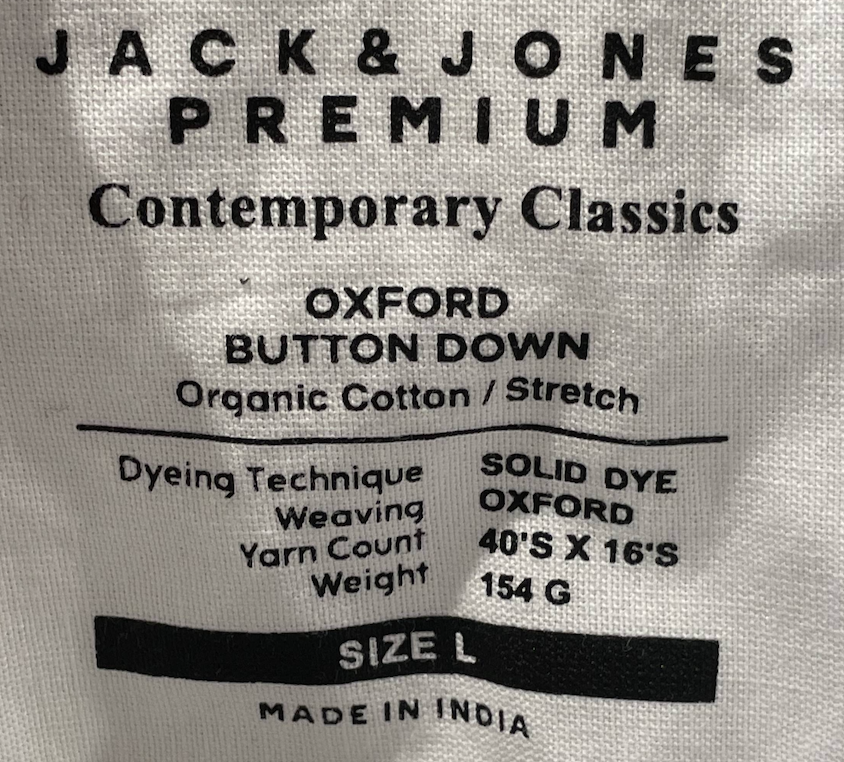 JACK&JONES
PREMIUM
Contemporary Classics
OXFORD
BUTTON DOWN
Organic Cotton / Stretch
Dyeing Technique SOLID DYE
Weaving OXFORD
Yarn Count 40'S X 16'S
Weight 154 G
SIZE L
MADE IN INDIA